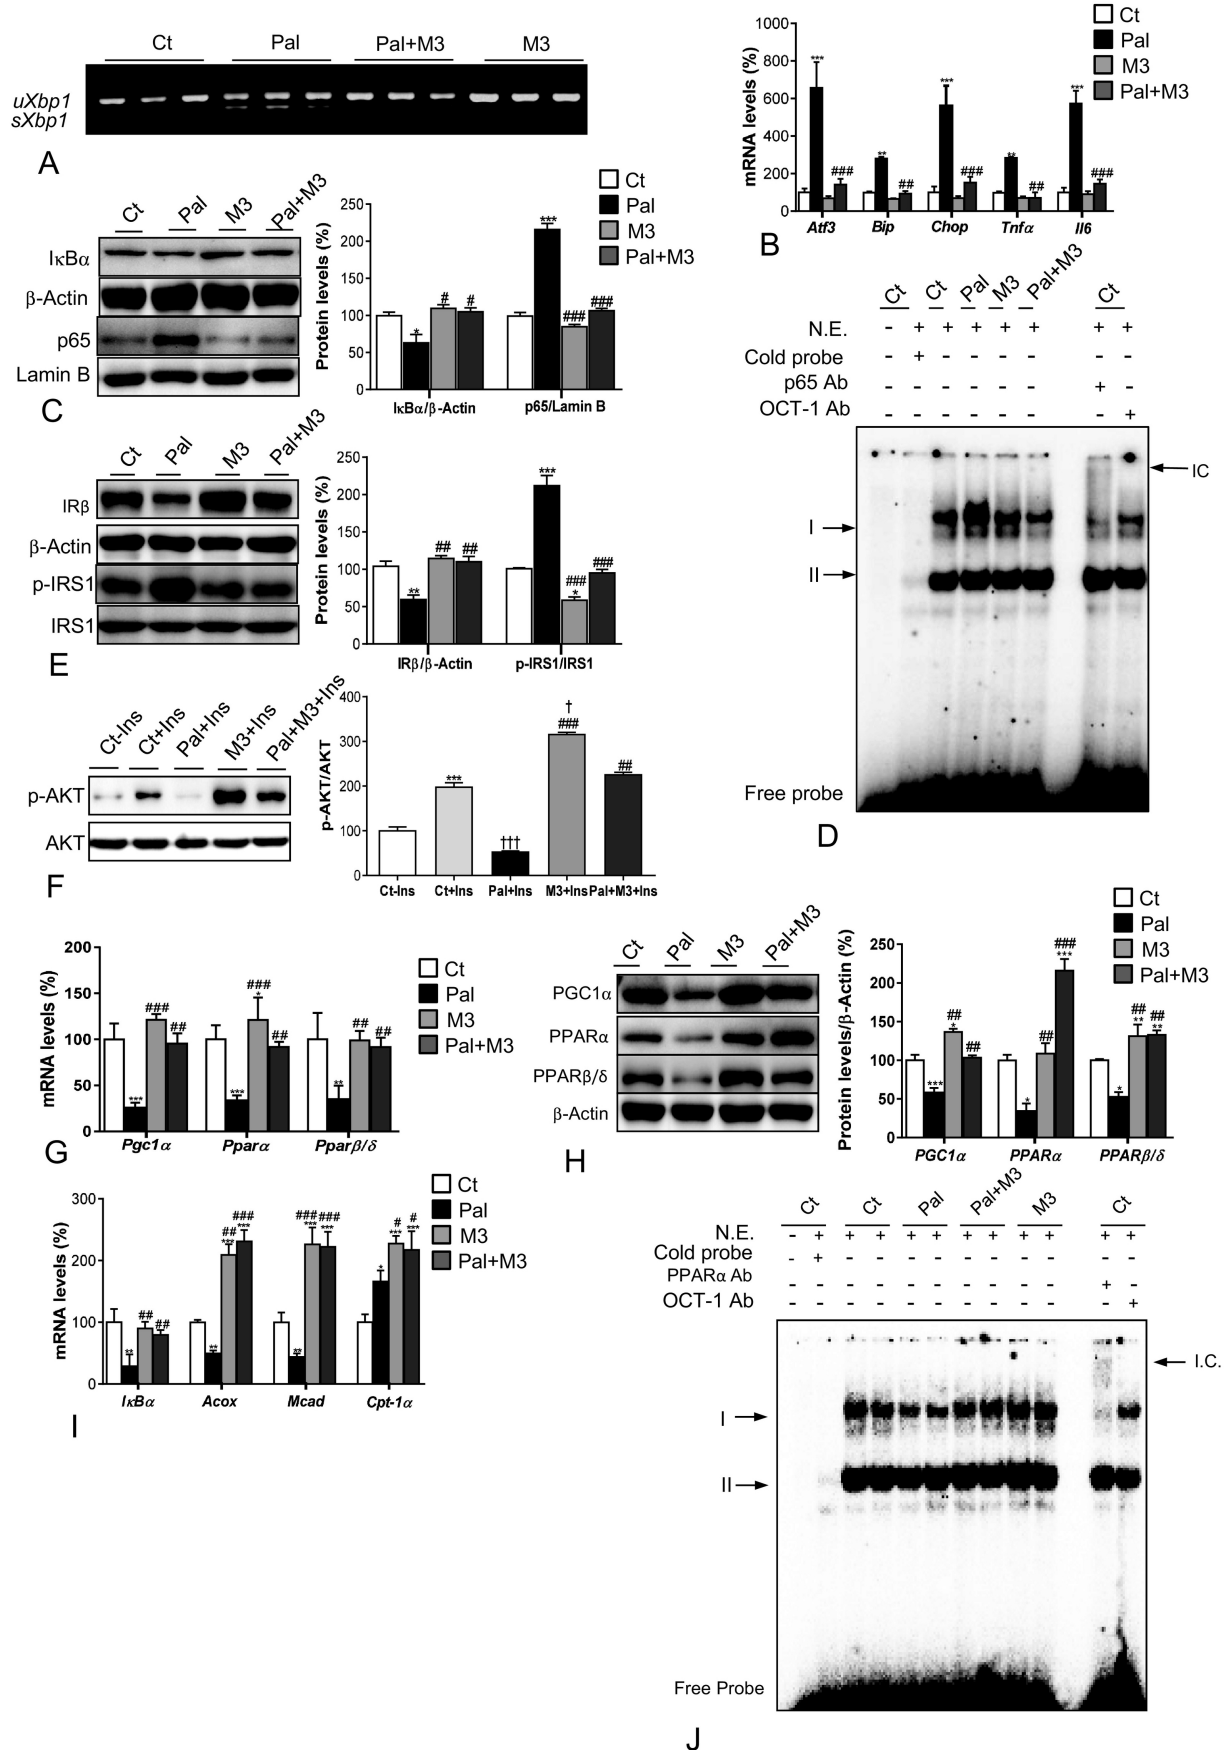 Ct Pal Pal+M3 M3
uXbp1
sXbp1
A
mRNA levels (%)
1000
800
600
400
200
0
*** ** *** ** ***
### ## ### ## ###
Atf3 Bip Chop Tnfα Il6
Ct
Pal
M3
Pal+M3
B
Ct Pal M3 Pal+M3
IκBα
β-Actin
p65
Lamin B
C
Protein levels (%)
250
200
150
100
50
0
* # # *** ### ###
IκBα/β-Actin p65/Lamin B
Ct
Pal
M3
Pal+M3
Ct Ct Pal M3 Pal+M3 Ct
N.E. - + + + + + + +
Cold probe - + - - - - - -
p65 Ab - - - - - - + -
OCT-1 Ab - - - - - - - +
IC
I
II
Free probe
D
Ct Pal M3 Pal+M3
IRβ
β-Actin
p-IRS1
IRS1
E
Protein levels (%)
250
200
150
100
50
0
** ## ## *** ### * ###
IRβ/β-Actin p-IRS1/IRS1
Ct-Ins Ct+Ins Pal+Ins M3+Ins Pal+M3+Ins
p-AKT
AKT
F
p-AKT/AKT
400
300
200
100
0
*** ††† † ### ##
Ct-Ins Ct+Ins Pal+Ins M3+Ins Pal+M3+Ins
mRNA levels (%)
200
150
100
50
0
*** ### ## *** ### * ## ** ## ##
Pgc1α Pparα Pparβ/δ
Ct
Pal
M3
Pal+M3
G
Ct Pal M3 Pal+M3
PGC1α
PPARα
PPARβ/δ
β-Actin
H
Protein levels/β-Actin (%)
250
200
150
100
50
0
*** ## * ## * ## ### *** * ## ** ## **
PGC1α PPARα PPARβ/δ
Ct
Pal
M3
Pal+M3
mRNA levels (%)
300
200
100
0
** ## ## ** ## *** ### *** ** ### *** ### *** * # *** # ***
IκBα Acox Mcad Cpt-1α
Ct
Pal
M3
Pal+M3
I
Ct Ct Pal Pal+M3 M3 Ct
N.E. - + + + + + + + + + + +
Cold probe - + - - - - - - - - - -
PPARα Ab - - - - - - - - - - + -
OCT-1 Ab - - - - - - - - - - - +
I.C.
I
II
Free Probe
J